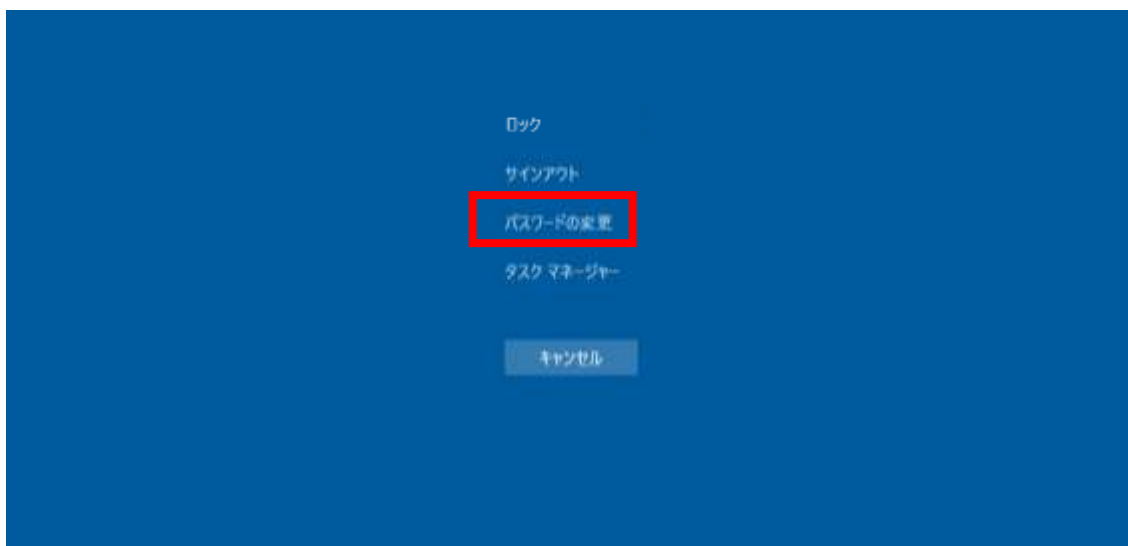 ロック
サインアウト
パスワードの変更
タスク マネージャー
キャンセル